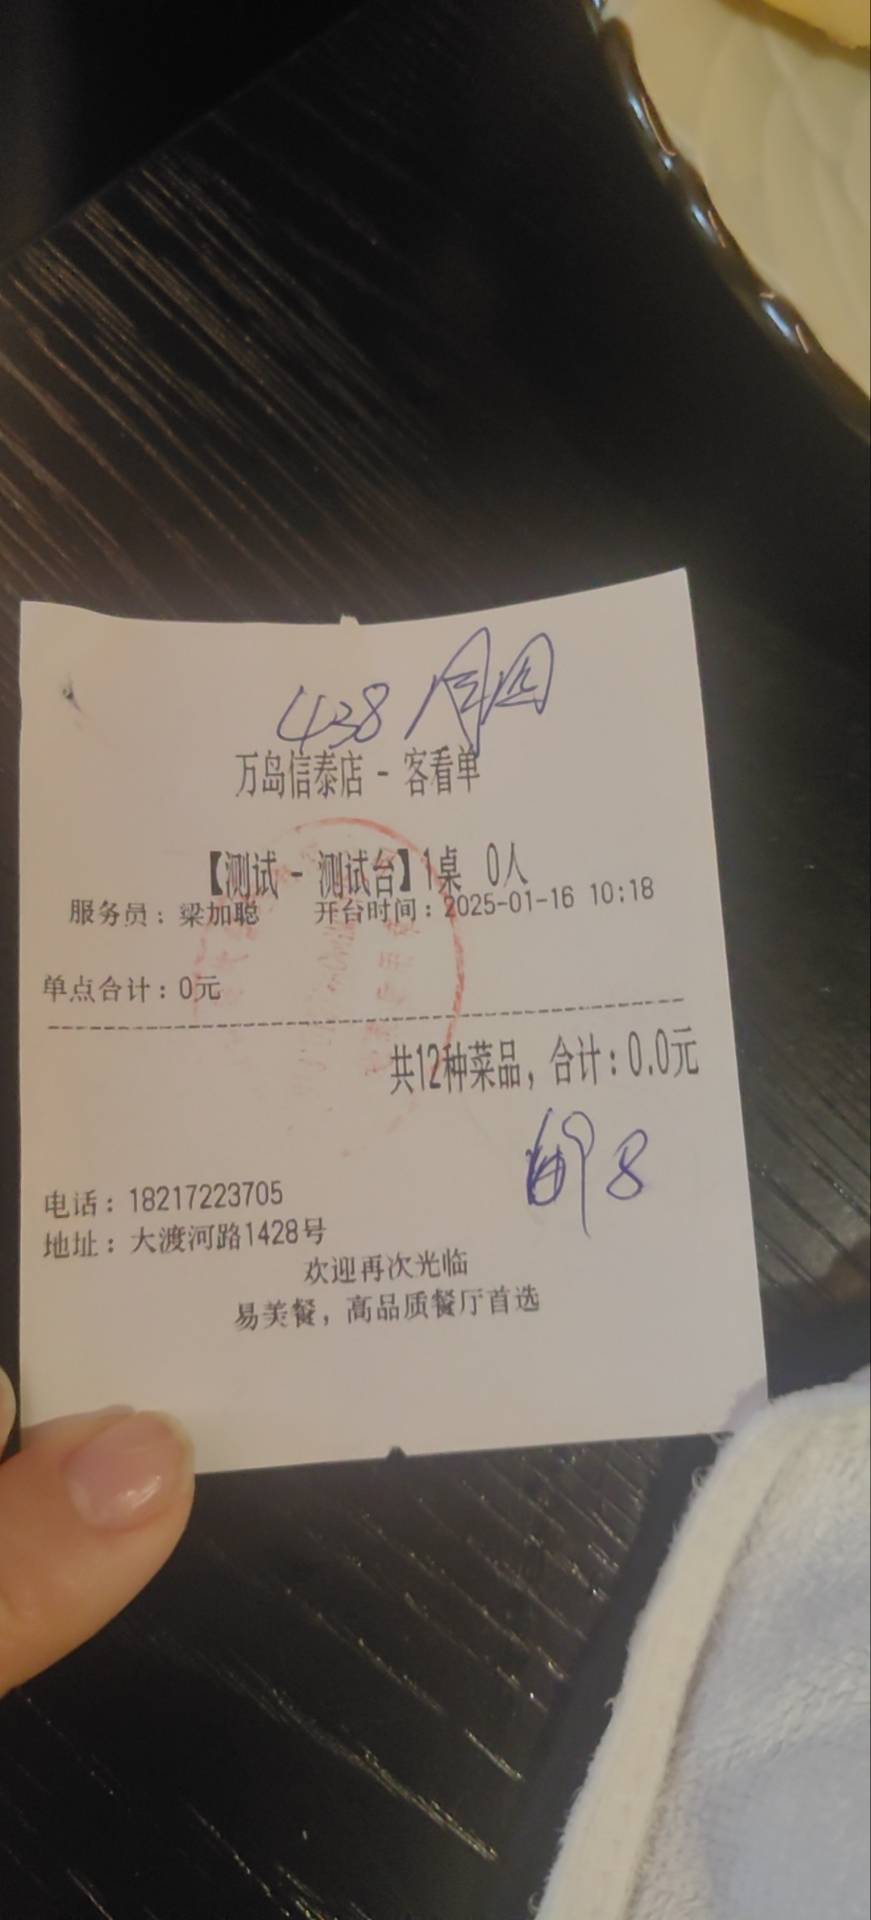 438
万岛信泰店 - 客看单
【测试 - 测试台】1桌 0人
服务员：梁加聪 开台时间：2025-01-16 10:18
单点合计：0元
共12种菜品，合计：0.0元
8
电话：18217223705
地址：大渡河路1428号
欢迎再次光临
易美餐，高品质餐厅首选